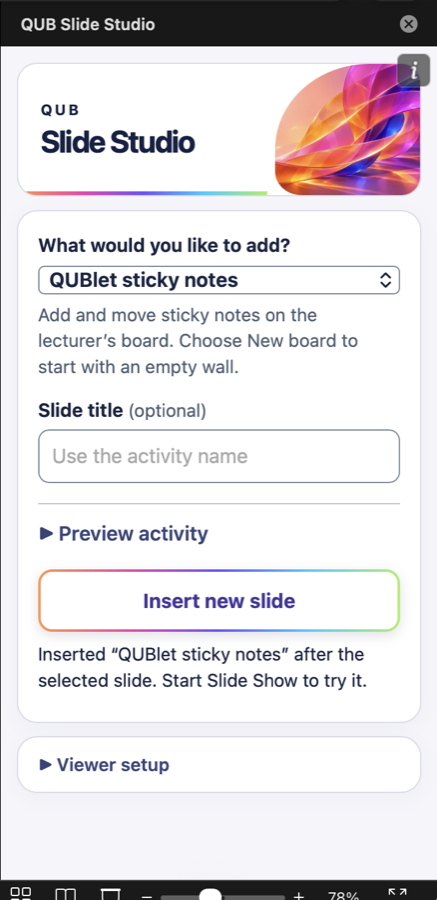 QUB Slide Studio
i
QUB
Slide Studio
What would you like to add?
QUBlet sticky notes
Add and move sticky notes on the
lecturer’s board. Choose New board to
start with an empty wall.
Slide title (optional)
Use the activity name
▶ Preview activity
Insert new slide
Inserted “QUBlet sticky notes” after the
selected slide. Start Slide Show to try it.
▶ Viewer setup
78%